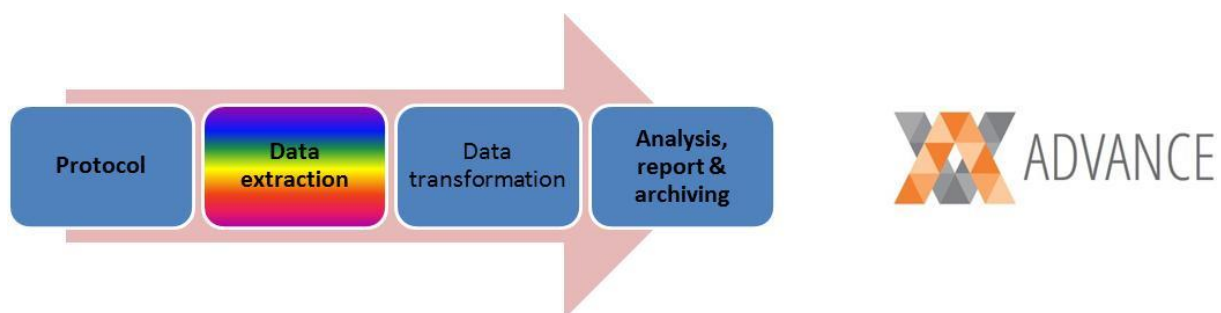 Protocol
Data
extraction
Data
transformation
Analysis,
report &
archiving
ADVANCE